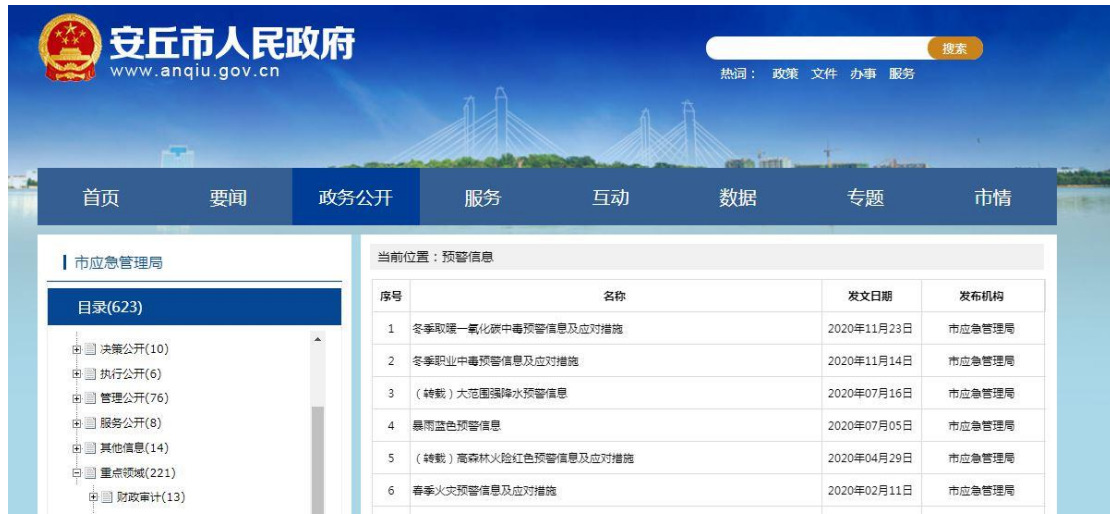 安丘市人民政府
www.anqiu.gov.cn
搜索
热词： 政策 文件 办事 服务
首页 要闻 政务公开 服务 互动 数据 专题 市情
市应急管理局
目录(623)
决策公开(10)
执行公开(6)
管理公开(76)
服务公开(8)
其他信息(14)
重点领域(221)
财政审计(13)
当前位置：预警信息
序号 名称 发文日期 发布机构
1 冬季取暖一氧化碳中毒预警信息及应对措施 2020年11月23日 市应急管理局
2 冬季职业中毒预警信息及应对措施 2020年11月14日 市应急管理局
3 （转载）大范围强降水预警信息 2020年07月16日 市应急管理局
4 暴雨蓝色预警信息 2020年07月05日 市应急管理局
5 （转载）高森林火险红色预警信息及应对措施 2020年04月29日 市应急管理局
6 春季火灾预警信息及应对措施 2020年02月11日 市应急管理局